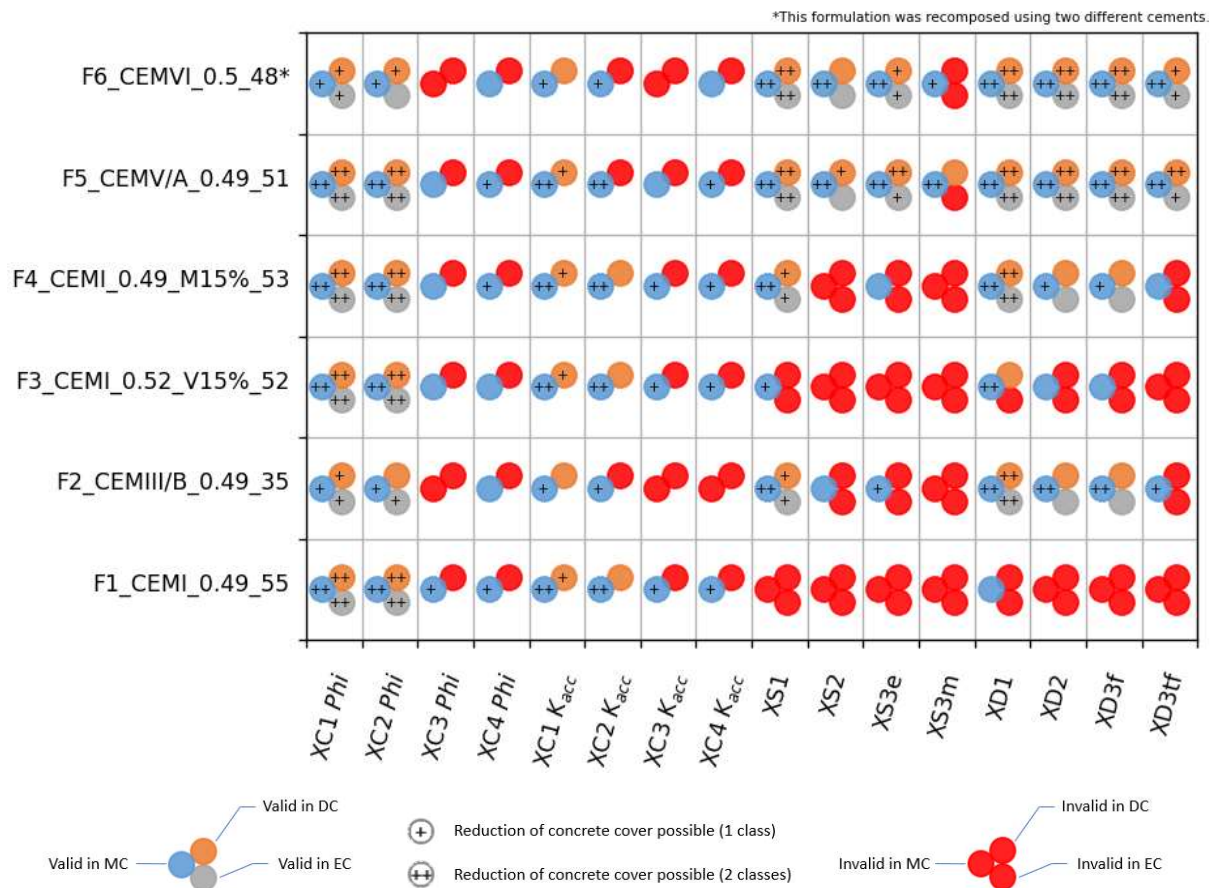 *This formulation was recomposed using two different cements.
+ + ++ + ++ ++ ++ +
F6_CEMVI_0.5_48* + + + + ++ ++ ++ + ++ ++ ++ ++
+ ++ + ++ ++ ++ +
++ ++ + ++ + ++ ++ ++ ++ ++
F5_CEMV/A_0.49_51 ++ ++ + ++ ++ + ++ ++ ++ ++ ++ ++ ++ ++
++ ++ ++ + ++ ++ ++ +
++ ++ + + ++
F4_CEMI_0.49_M15%_53 ++ ++ + ++ ++ + + ++ ++ + +
++ ++ + ++
++ ++ +
F3_CEMI_0.52_V15%_52 ++ ++ ++ ++ + + + ++
++ ++
+ + ++
F2_CEMIII/B_0.49_35 + + + + ++ + ++ ++ ++ +
+ + + ++
++ ++ +
F1_CEMI_0.49_55 ++ ++ + + ++ ++ + +
++ ++
XC1 Phi
XC2 Phi
XC3 Phi
XC4 Phi
XC1 Kacc
XC2 Kacc
XC3 Kacc
XC4 Kacc
XS1
XS2
XS3e
XS3m
XD1
XD2
XD3f
XD3tf
Valid in DC
Valid in MC
Valid in EC
+ Reduction of concrete cover possible (1 class)
++ Reduction of concrete cover possible (2 classes)
Invalid in DC
Invalid in MC
Invalid in EC